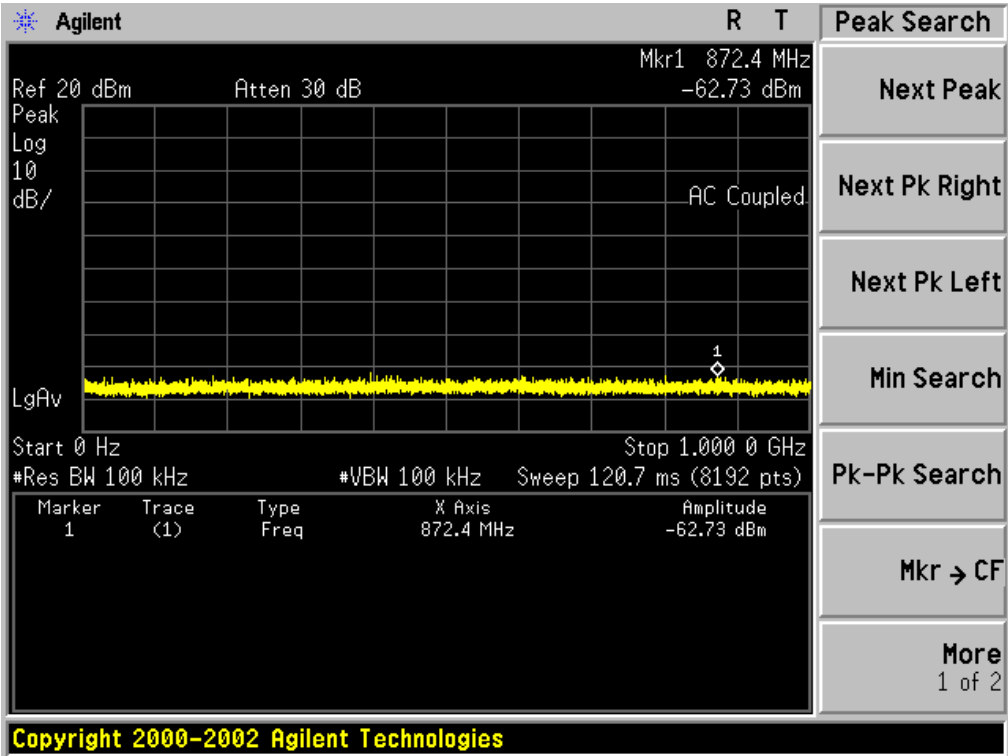 Agilent R T
Mkr1 872.4 MHz
Ref 20 dBm Atten 30 dB -62.73 dBm
Peak
Log
10
dB/
AC Coupled
1
LgAv
Start 0 Hz Stop 1.000 0 GHz
#Res BW 100 kHz #VBW 100 kHz Sweep 120.7 ms (8192 pts)
Marker Trace Type X Axis Amplitude
1 (1) Freq 872.4 MHz -62.73 dBm
Peak Search
Next Peak
Next Pk Right
Next Pk Left
Min Search
Pk-Pk Search
Mkr → CF
More
1 of 2
Copyright 2000-2002 Agilent Technologies